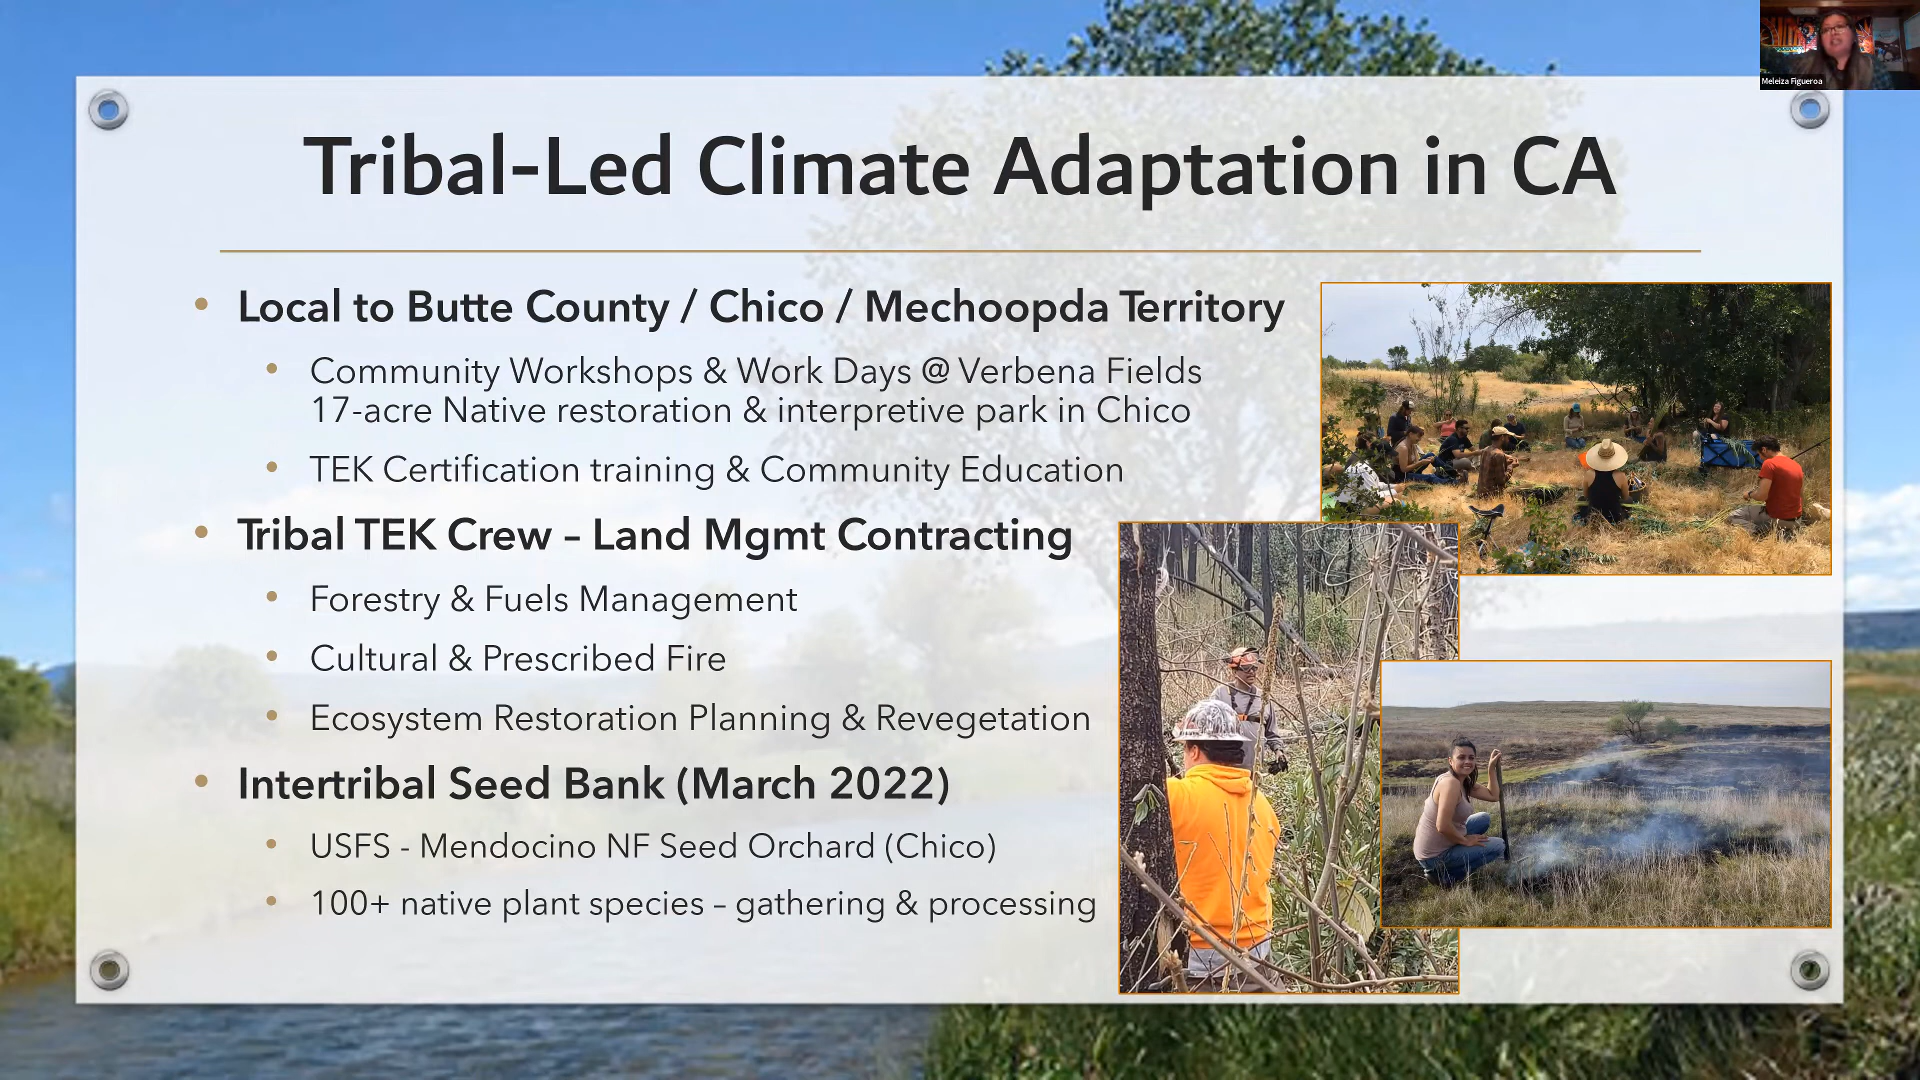 Meleiza Figueroa
Tribal-Led Climate Adaptation in CA
• Local to Butte County / Chico / Mechoopda Territory
• Community Workshops & Work Days @ Verbena Fields
17-acre Native restoration & interpretive park in Chico
• TEK Certification training & Community Education
• Tribal TEK Crew – Land Mgmt Contracting
• Forestry & Fuels Management
• Cultural & Prescribed Fire
• Ecosystem Restoration Planning & Revegetation
• Intertribal Seed Bank (March 2022)
• USFS - Mendocino NF Seed Orchard (Chico)
• 100+ native plant species – gathering & processing